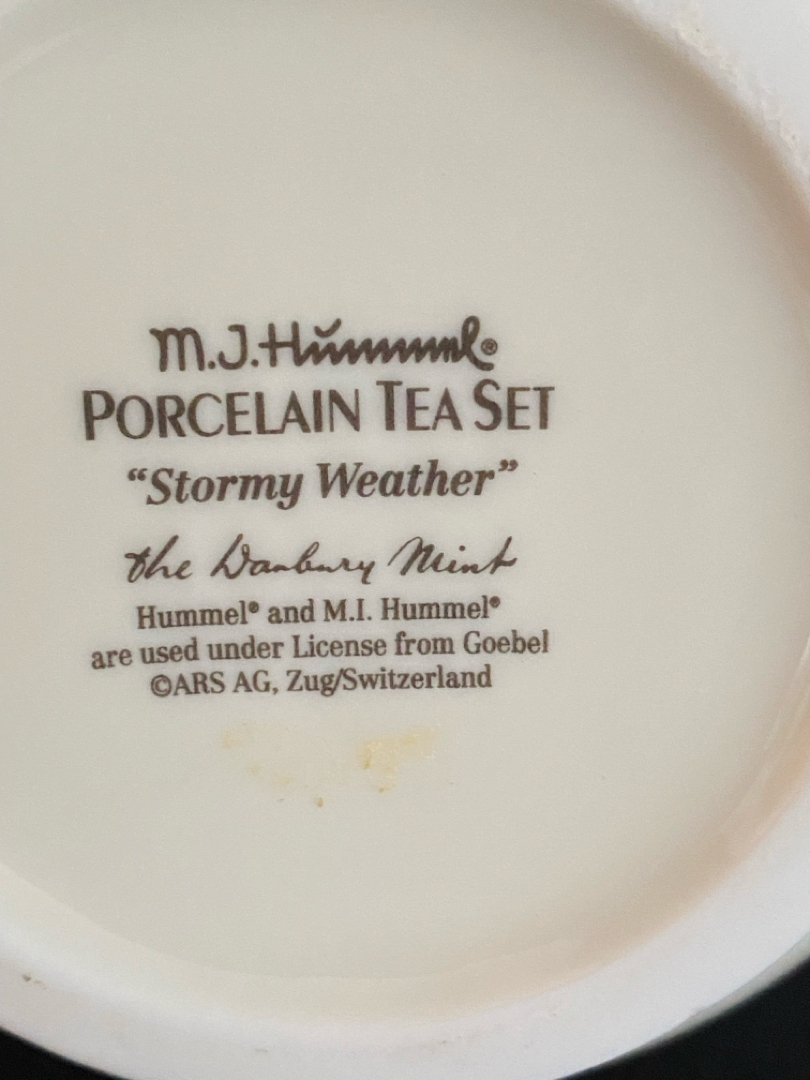 M.J.Hummel®
PORCELAIN TEA SET
“Stormy Weather”
the Danbury Mint
Hummel® and M.I. Hummel®
are used under License from Goebel
©ARS AG, Zug/Switzerland